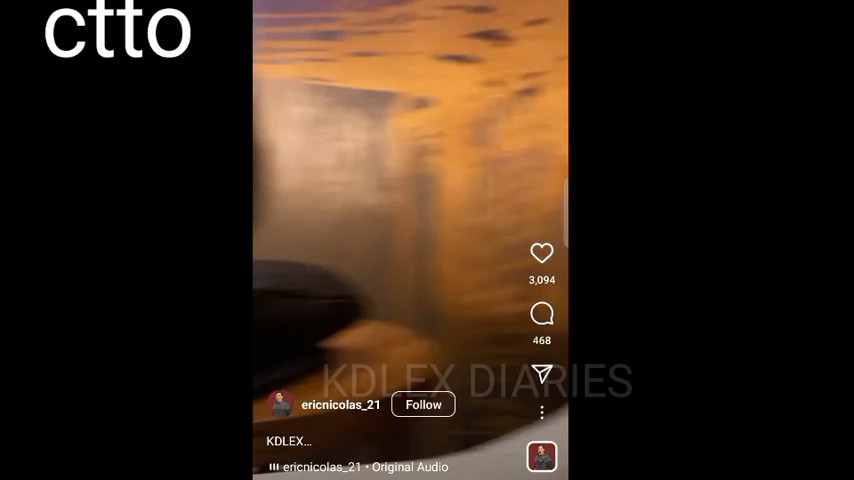 ctto
3,094
468
KDLEX DIARIES
ericnicolas_21 Follow
KDLEX...
ericnicolas_21 • Original Audio